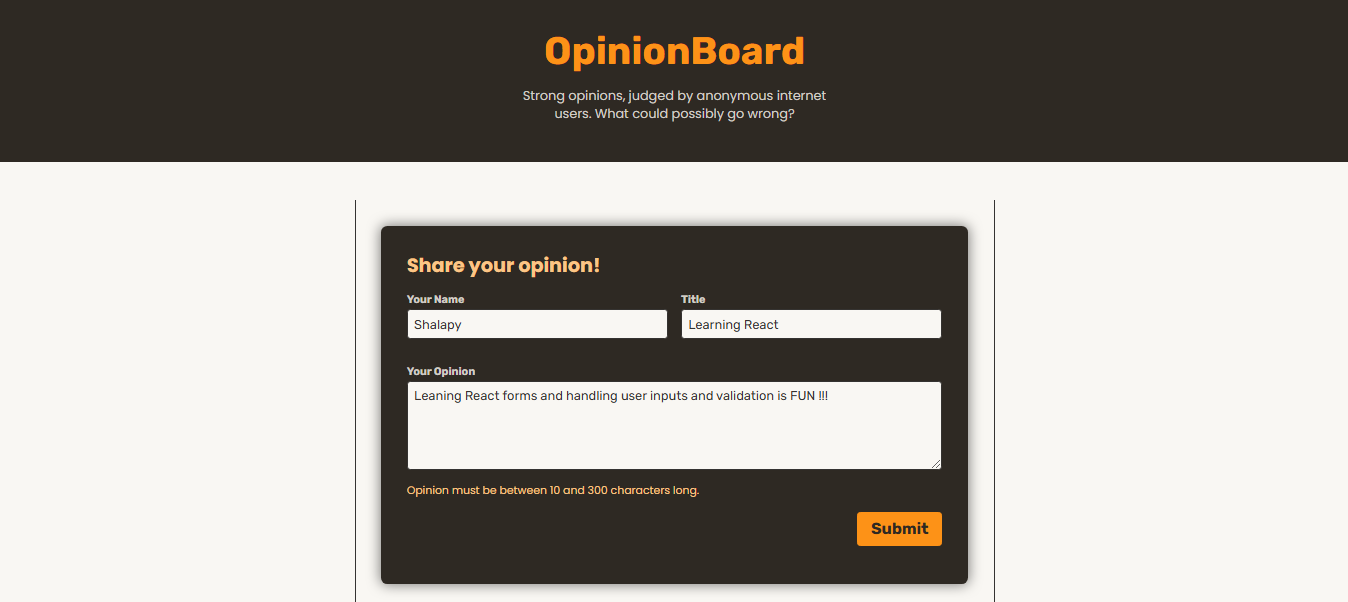 OpinionBoard
Strong opinions, judged by anonymous internet
users. What could possibly go wrong?
Share your opinion!
Your Name
Title
Shalapy
Learning React
Your Opinion
Leaning React forms and handling user inputs and validation is FUN !!!
Opinion must be between 10 and 300 characters long.
Submit